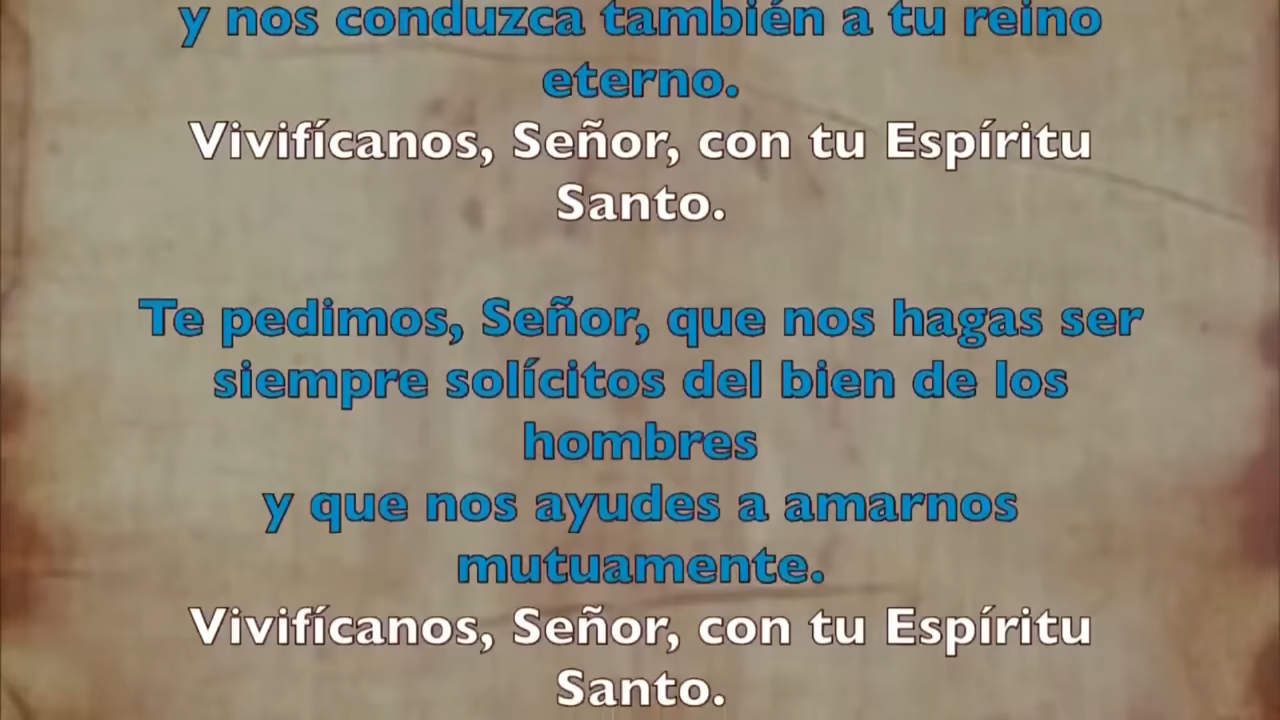 y nos conduzca también a tu reino
eterno.
Vivifícanos, Señor, con tu Espíritu
Santo.
Te pedimos, Señor, que nos hagas ser
siempre solícitos del bien de los
hombres
y que nos ayudes a amarnos
mutuamente.
Vivifícanos, Señor, con tu Espíritu
Santo.